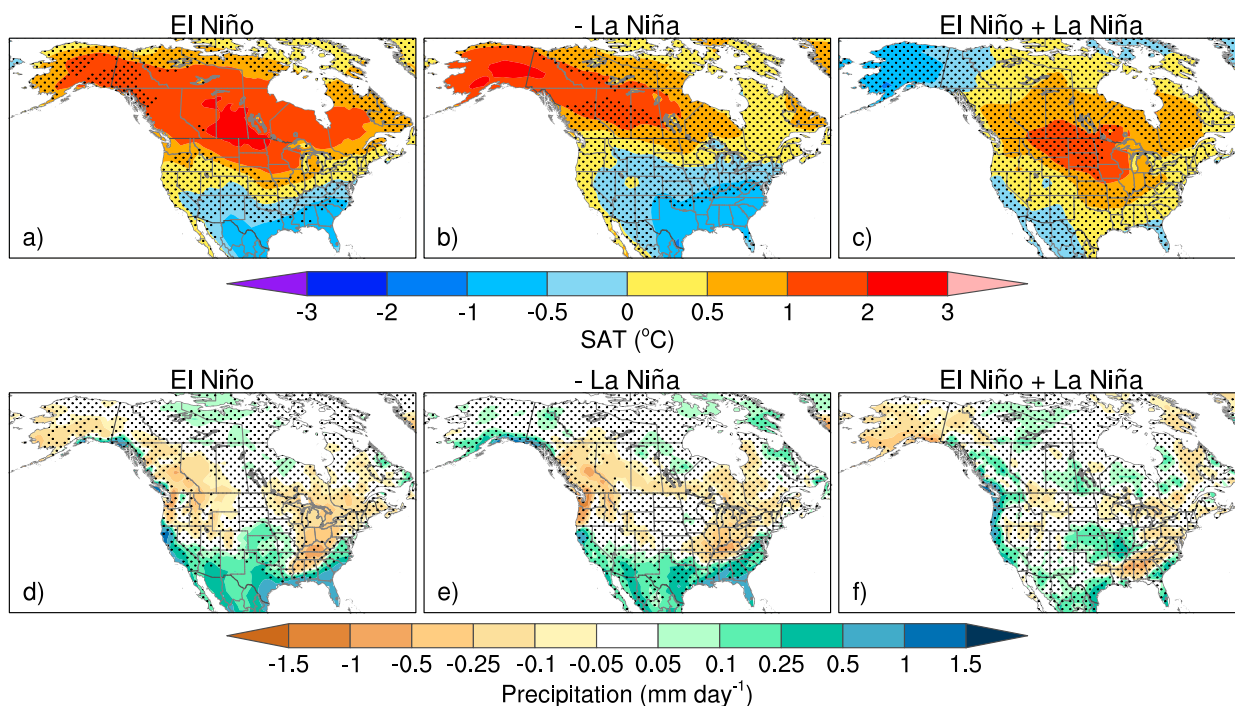 El Niño - La Niña El Niño + La Niña
a) b) c)
-3 -2 -1 -0.5 0 0.5 1 2 3
SAT (°C)
El Niño - La Niña El Niño + La Niña
d) e) f)
-1.5 -1 -0.5 -0.25 -0.1 -0.05 0.05 0.1 0.25 0.5 1 1.5
Precipitation (mm day⁻¹)